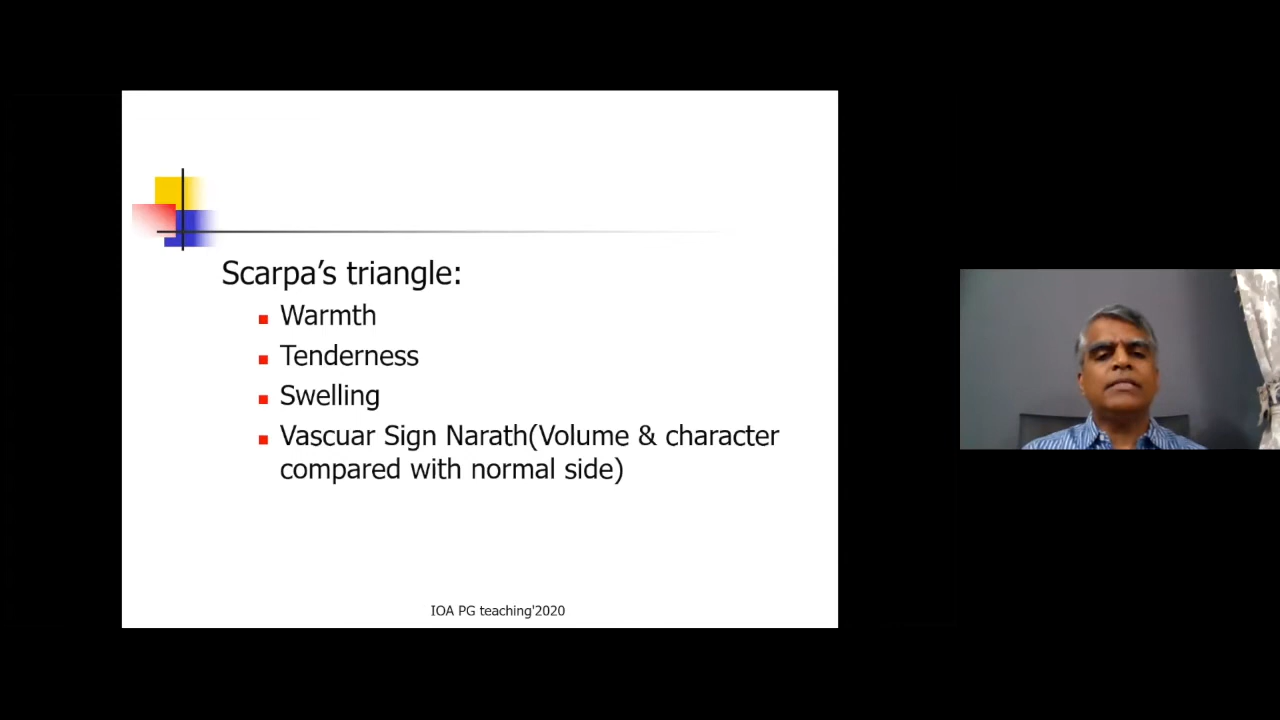 Scarpa’s triangle:
Warmth
Tenderness
Swelling
Vascuar Sign Narath(Volume & character
compared with normal side)
IOA PG teaching'2020